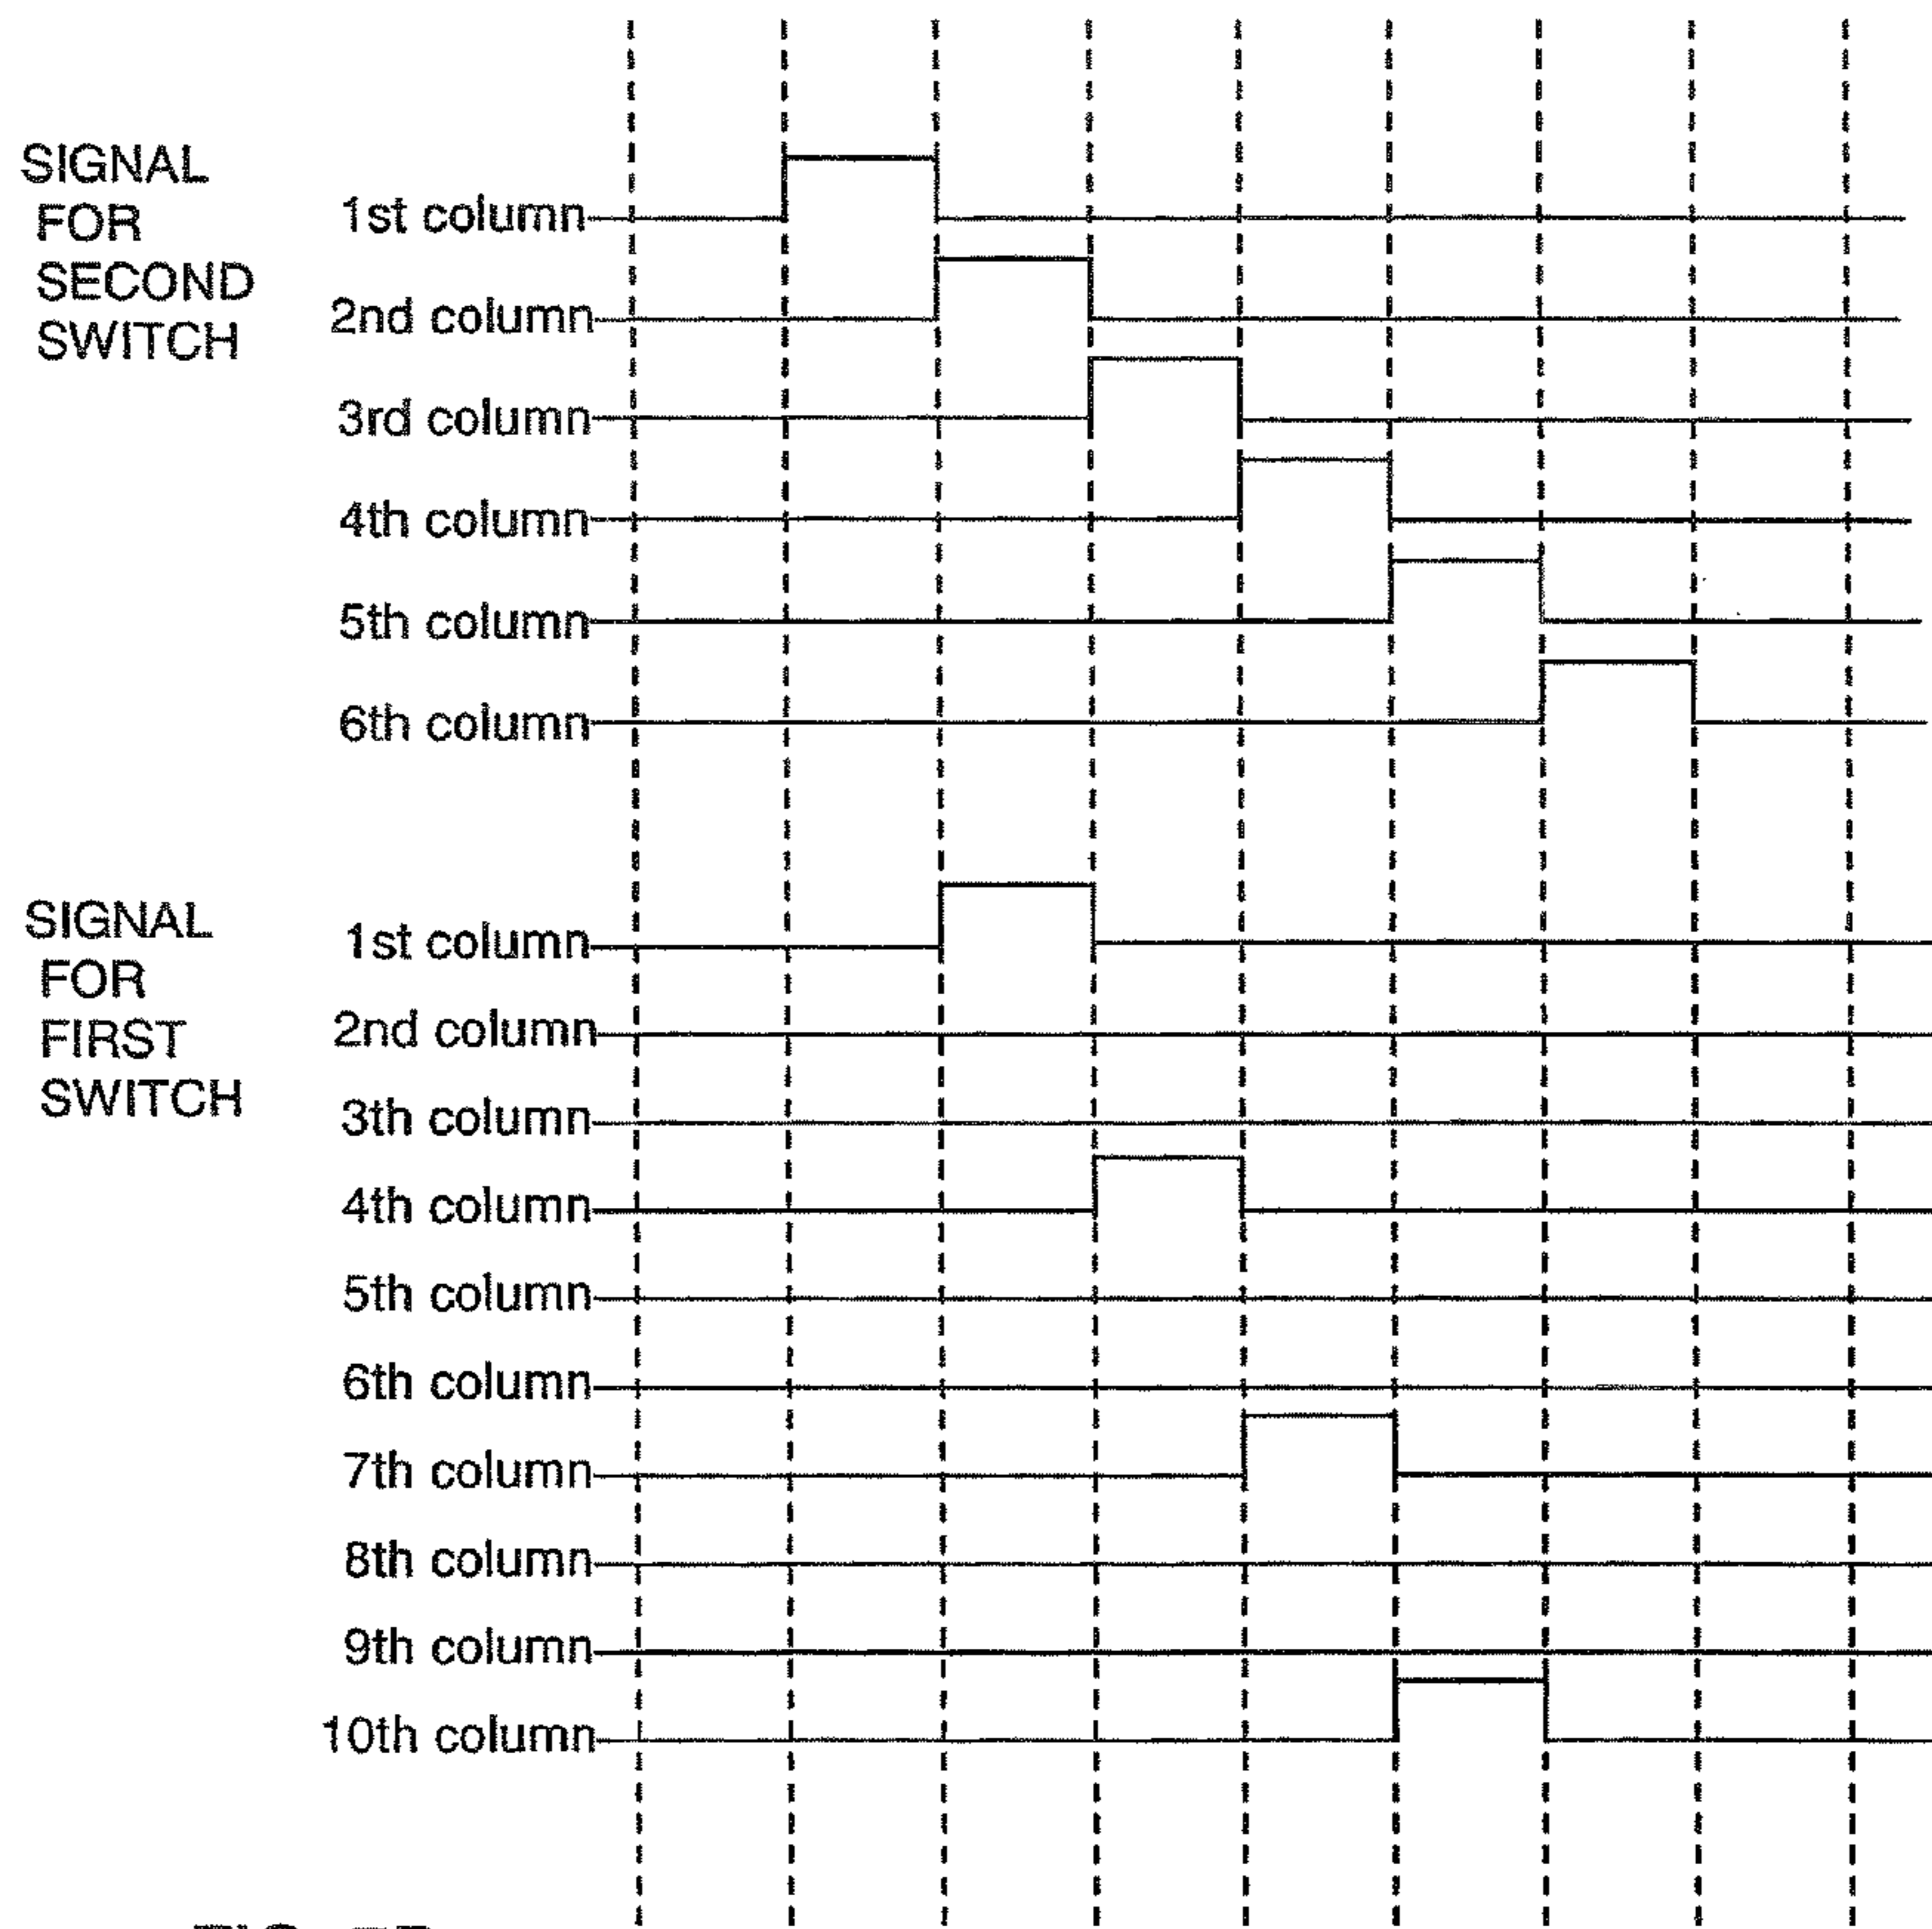 SIGNAL
FOR
SECOND
SWITCH
1st column
2nd column
3rd column
4th column
5th column
6th column
SIGNAL
FOR
FIRST
SWITCH
1st column
2nd column
3th column
4th column
5th column
6th column
7th column
8th column
9th column
10th column